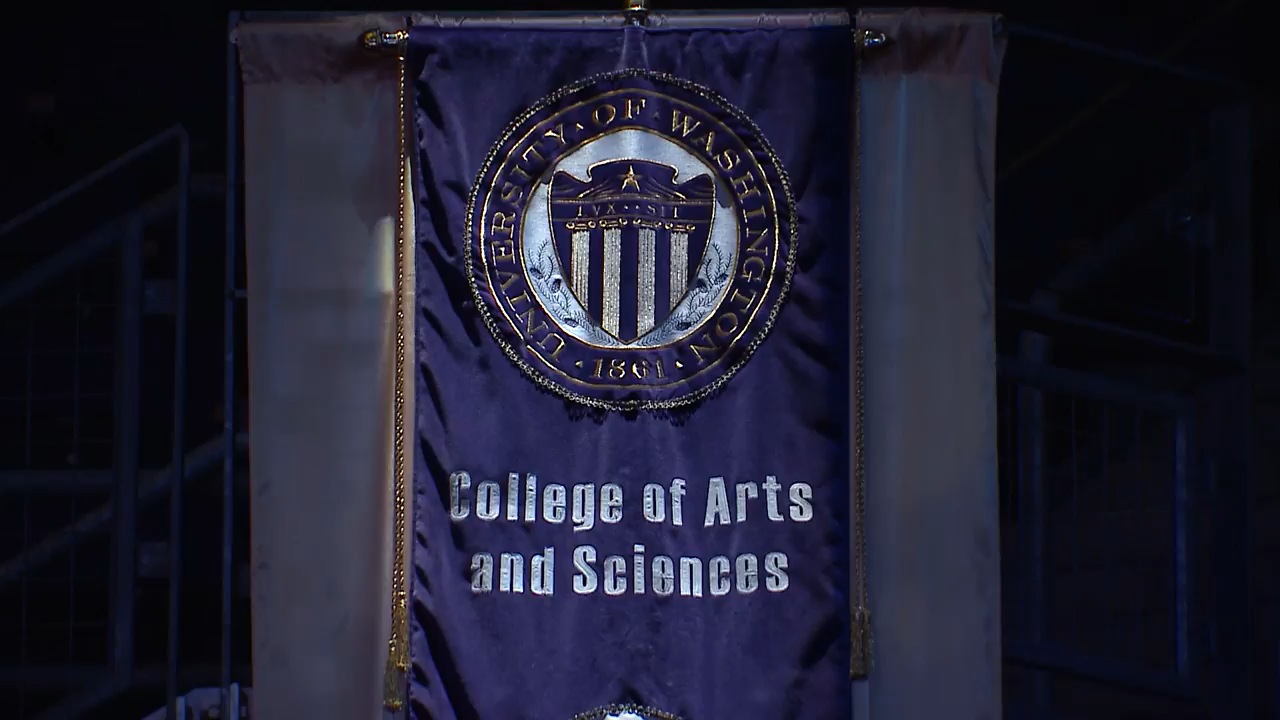 UNIVERSITY OF WASHINGTON
LVX · · SIT
· 1861 ·
College of Arts
and Sciences